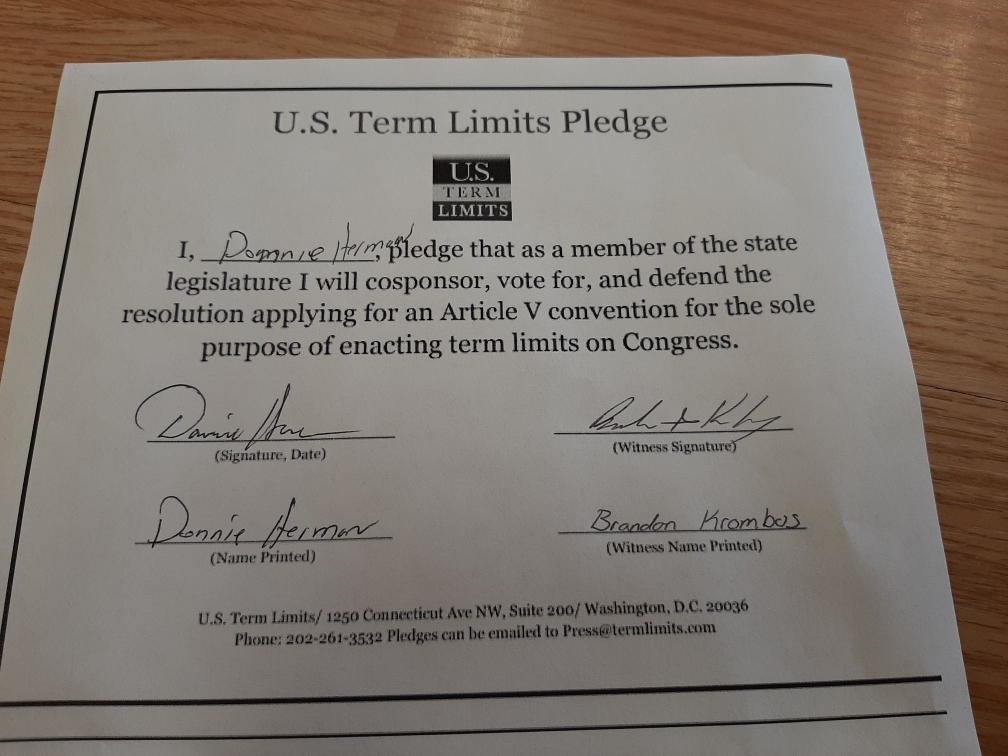 U.S. Term Limits Pledge
U.S.
TERM
LIMITS
I, Donnie Herman, pledge that as a member of the state
legislature I will cosponsor, vote for, and defend the
resolution applying for an Article V convention for the sole
purpose of enacting term limits on Congress.
Donnie
(Signature, Date)
(Witness Signature)
Donnie Herman
(Name Printed)
Brandon Krombos
(Witness Name Printed)
U.S. Term Limits/ 1250 Connecticut Ave NW, Suite 200/ Washington, D.C. 20036
Phone: 202-261-3532 Pledges can be emailed to Press@termlimits.com